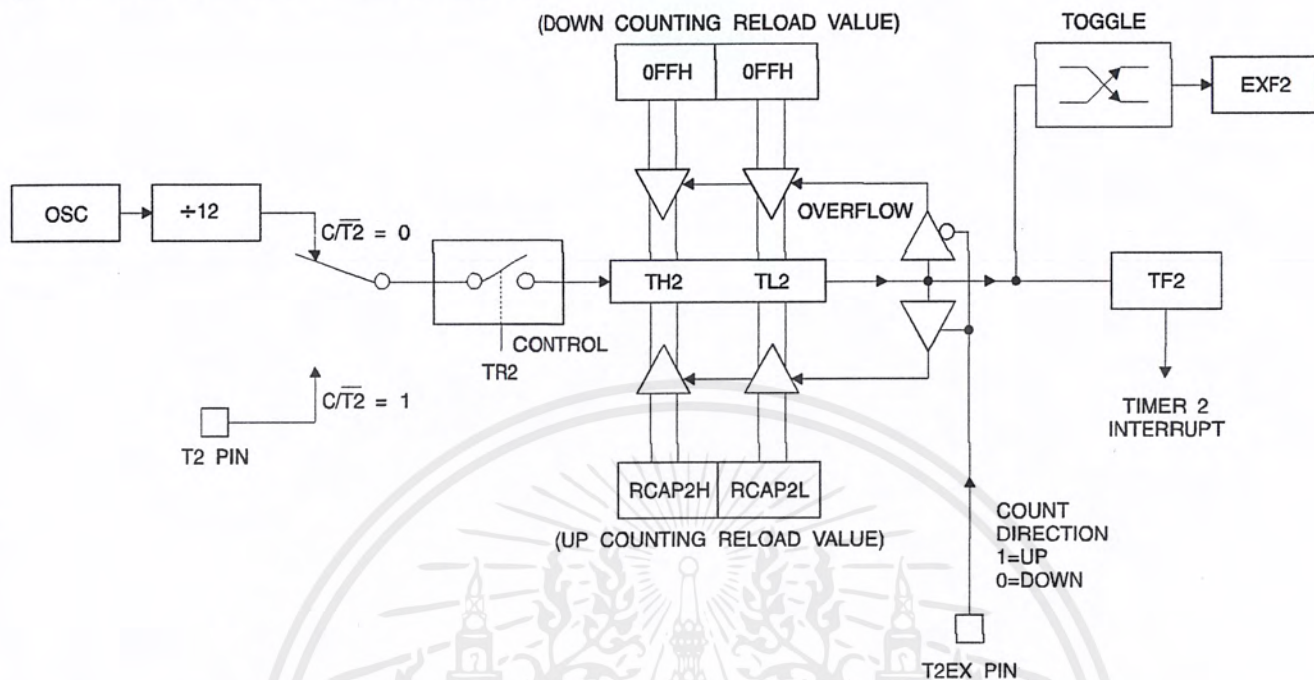 (DOWN COUNTING RELOAD VALUE)
TOGGLE
0FFH 0FFH
EXF2
OSC
÷12
C/T2̅ = 0
OVERFLOW
TH2 TL2
TF2
CONTROL
TR2
C/T2̅ = 1
T2 PIN
TIMER 2
INTERRUPT
RCAP2H RCAP2L
(UP COUNTING RELOAD VALUE)
COUNT
DIRECTION
1=UP
0=DOWN
T2EX PIN